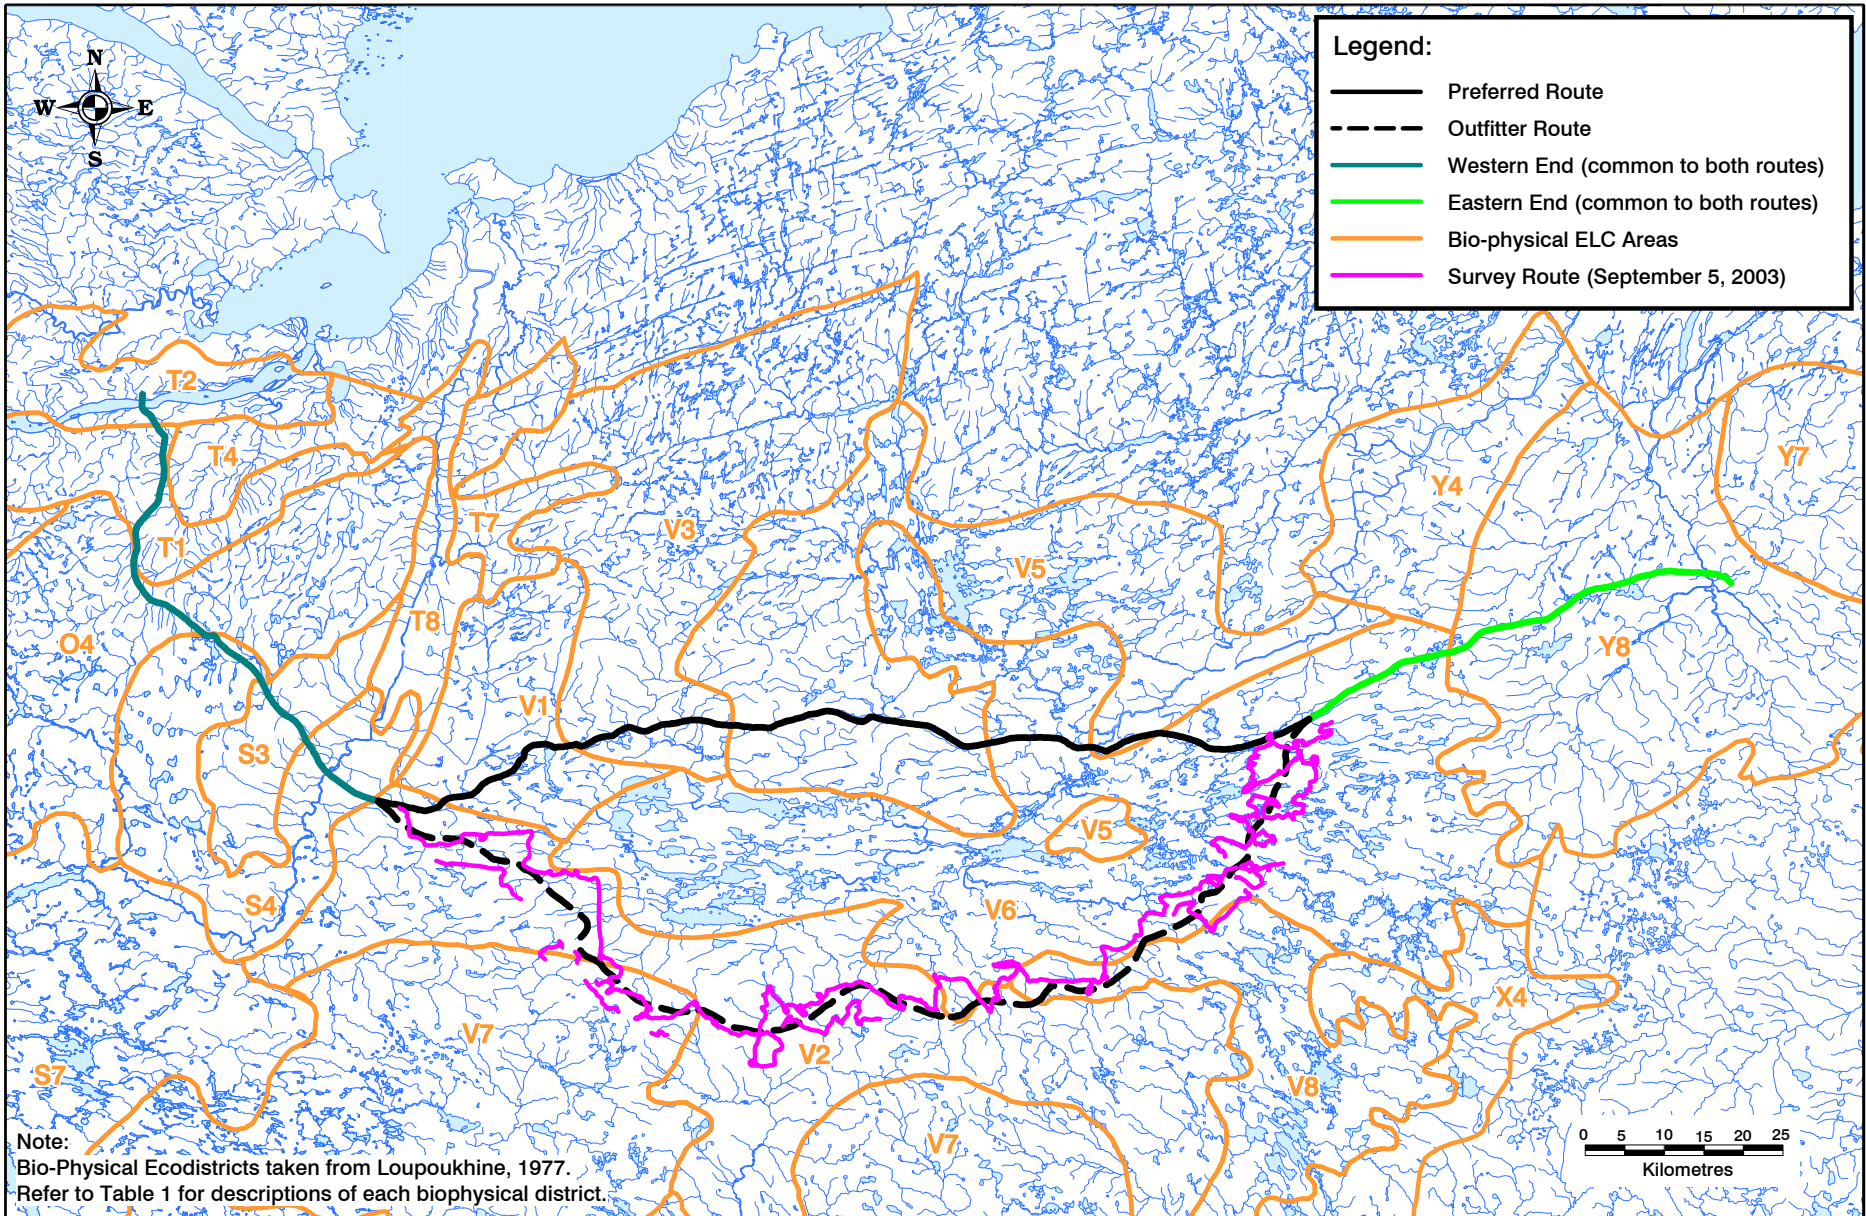 N
W E
S
Legend:
Preferred Route
Outfitter Route
Western End (common to both routes)
Eastern End (common to both routes)
Bio-physical ELC Areas
Survey Route (September 5, 2003)
T2
T4
T1
T7
V3
V5
Y4
Y7
O4
T8
Y8
V1
S3
V5
S4
V6
V7
V2
X4
S7
V8
V7
0 5 10 15 20 25
Kilometres
Note:
Bio-Physical Ecodistricts taken from Loupoukhine, 1977.
Refer to Table 1 for descriptions of each biophysical district.